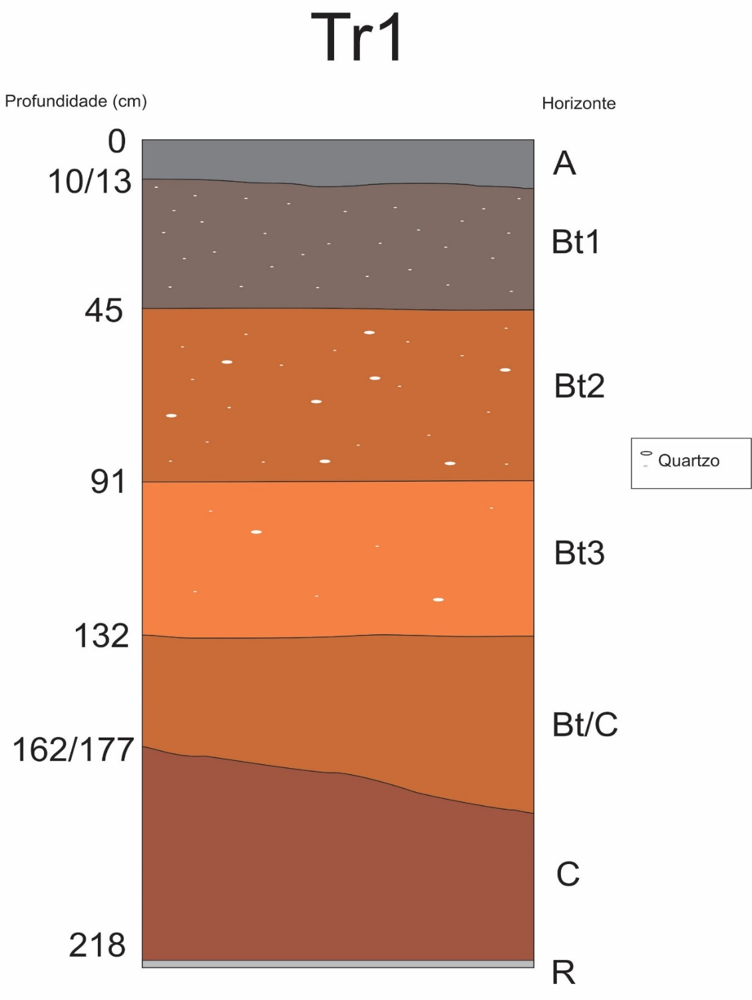 Tr1
Profundidade (cm)
Horizonte
0
A
10/13
Bt1
45
Bt2
Quartzo
91
Bt3
132
Bt/C
162/177
C
218
R